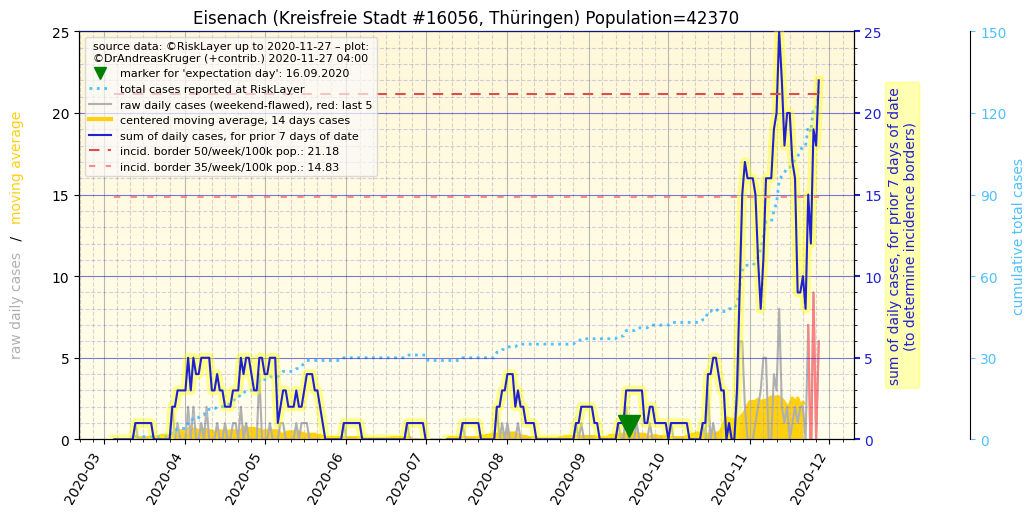 Eisenach (Kreisfreie Stadt #16056, Thüringen) Population=42370
source data: ©RiskLayer up to 2020-11-27 – plot:
©DrAndreasKruger (+contrib.) 2020-11-27 04:00
marker for 'expectation day': 16.09.2020
total cases reported at RiskLayer
raw daily cases (weekend-flawed), red: last 5
centered moving average, 14 days cases
sum of daily cases, for prior 7 days of date
incid. border 50/week/100k pop.: 21.18
incid. border 35/week/100k pop.: 14.83
raw daily cases / moving average
25
20
15
10
5
0
2020-03
2020-04
2020-05
2020-06
2020-07
2020-08
2020-09
2020-10
2020-11
2020-12
25
20
15
10
5
0
sum of daily cases, for prior 7 days of date
(to determine incidence borders)
150
120
90
60
30
0
cumulative total cases